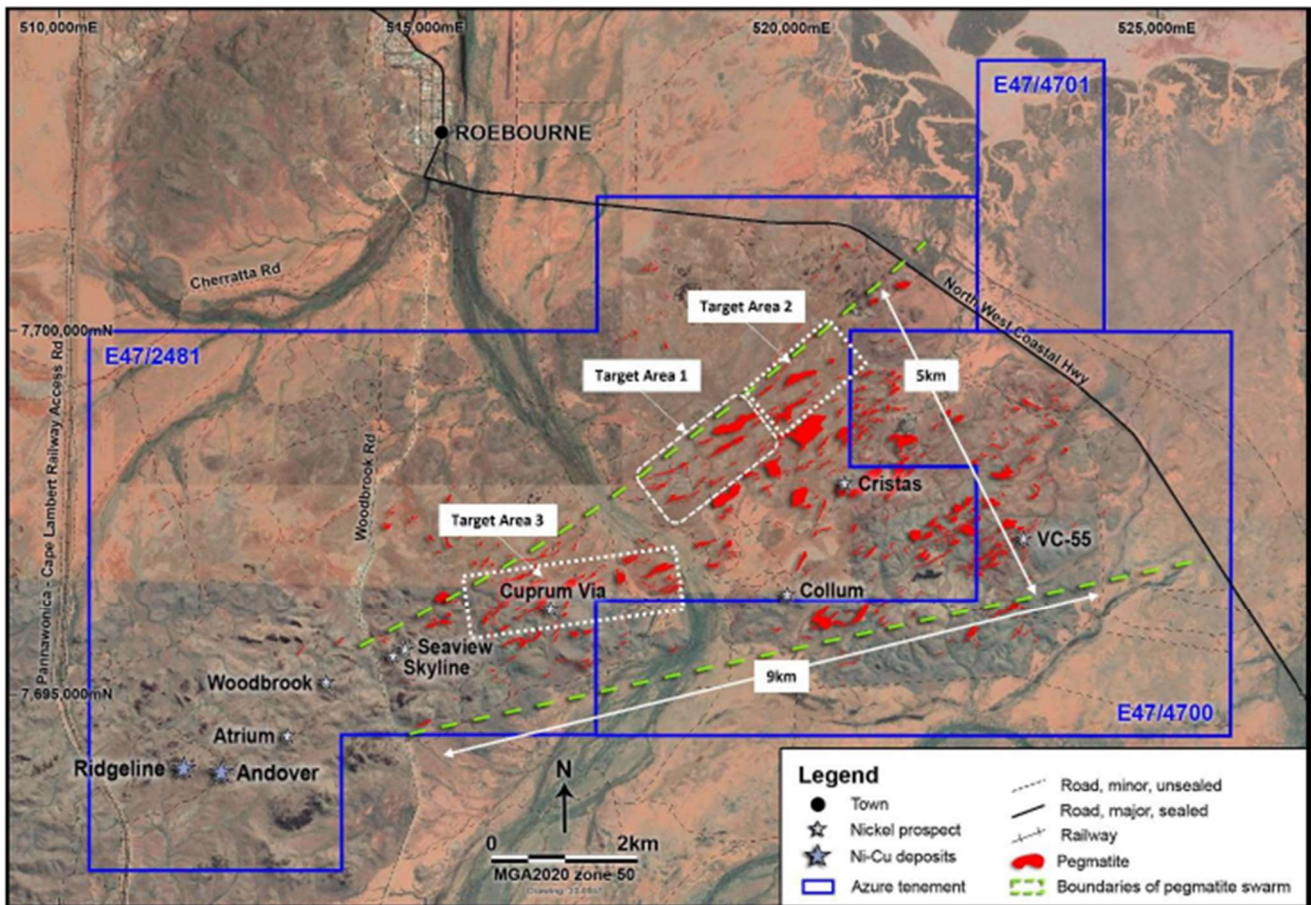 510,000mE
515,000mE
520,000mE
525,000mE
E47/4701
ROEBOURNE
Cherratta Rd
North West Coastal Hwy
Target Area 2
7,700,000mN
E47/2481
Target Area 1
5km
Pannawonica - Cape Lambert Railway Access Rd
Woodbrook Rd
Cristas
Target Area 3
VC-55
Cuprum Via
Collum
Seaview
Skyline
Woodbrook
9km
7,695,000mN
E47/4700
Atrium
Ridgeline
Andover
N
0 2km
MGA2020 zone 50
Legend
Town
Nickel prospect
Ni-Cu deposits
Azure tenement
Road, minor, unsealed
Road, major, sealed
Railway
Pegmatite
Boundaries of pegmatite swarm